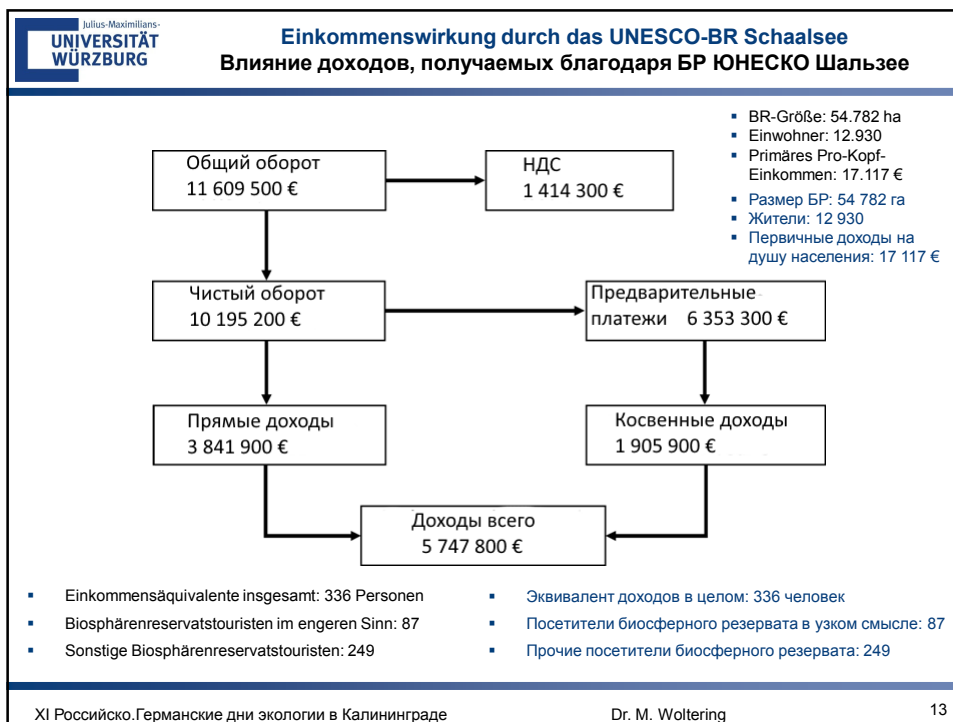 Julius-Maximilians-
UNIVERSITÄT
WÜRZBURG
Einkommenswirkung durch das UNESCO-BR Schaalsee
Влияние доходов, получаемых благодаря БР ЮНЕСКО Шальзее
▪ BR-Größe: 54.782 ha
▪ Einwohner: 12.930
▪ Primäres Pro-Kopf-
Einkommen: 17.117 €
▪ Размер БР: 54 782 га
▪ Жители: 12 930
▪ Первичные доходы на
душу населения: 17 117 €
Общий оборот
11 609 500 €
НДС
1 414 300 €
Чистый оборот
10 195 200 €
Предварительные
платежи 6 353 300 €
Прямые доходы
3 841 900 €
Косвенные доходы
1 905 900 €
Доходы всего
5 747 800 €
▪ Einkommensäquivalente insgesamt: 336 Personen
▪ Biosphärenreservatstouristen im engeren Sinn: 87
▪ Sonstige Biosphärenreservatstouristen: 249
▪ Эквивалент доходов в целом: 336 человек
▪ Посетители биосферного резервата в узком смысле: 87
▪ Прочие посетители биосферного резервата: 249
XI Российско.Германские дни экологии в Калининграде
Dr. M. Woltering
13